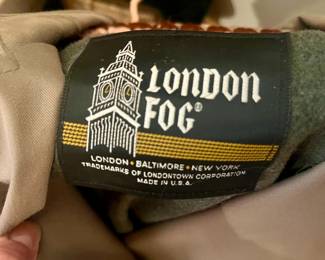 LONDON
FOG®
LONDON • BALTIMORE • NEW YORK
TRADEMARKS OF LONDONTOWN CORPORATION
MADE IN U.S.A.